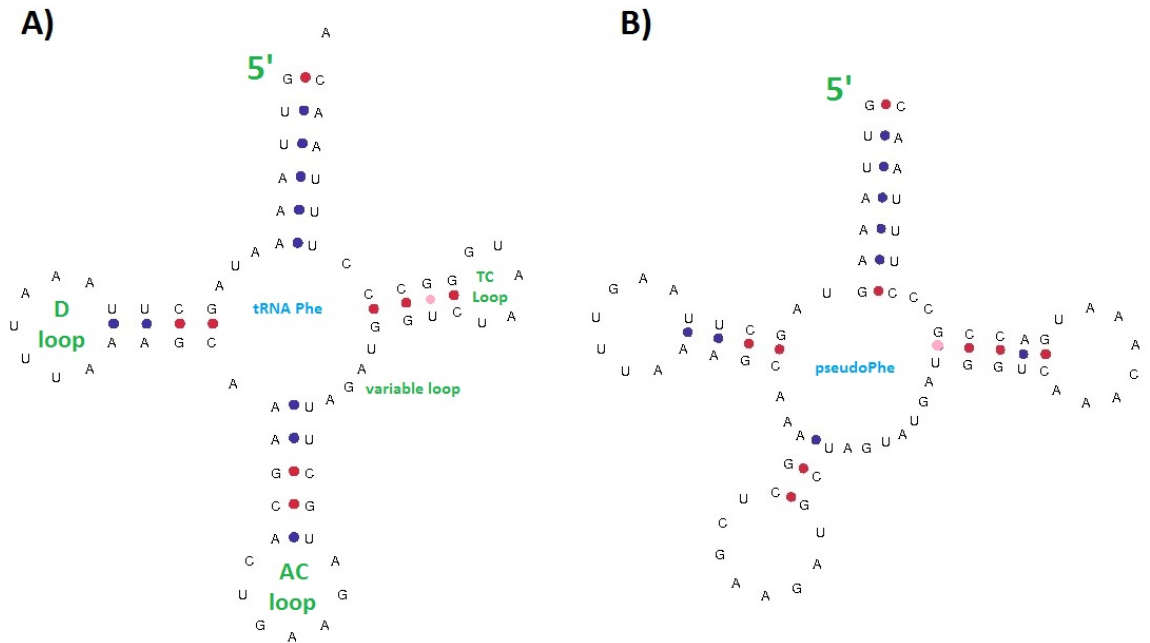 A)
A
5' G C
U A
U A
A U
A U
U A A U
C
A
A A A U U C G
D loop
U U U A A A G C
tRNA Phe
C C G G G U A
TC Loop
G G U C U A
U
A
G
A
variable loop
A
A U
A U
G C
C G
A U
C A
AC loop
U G
G A A
B)
5' G C
U A
U A
A U
A U
A U
A U G C C C
G A A U U C G
U U U A A A G C
pseudoPhe
G C C A G U A A A
U G G U C A A A C
A
G
U
A
A
A A U A G U
G C
U C G
C U
G A
A A G